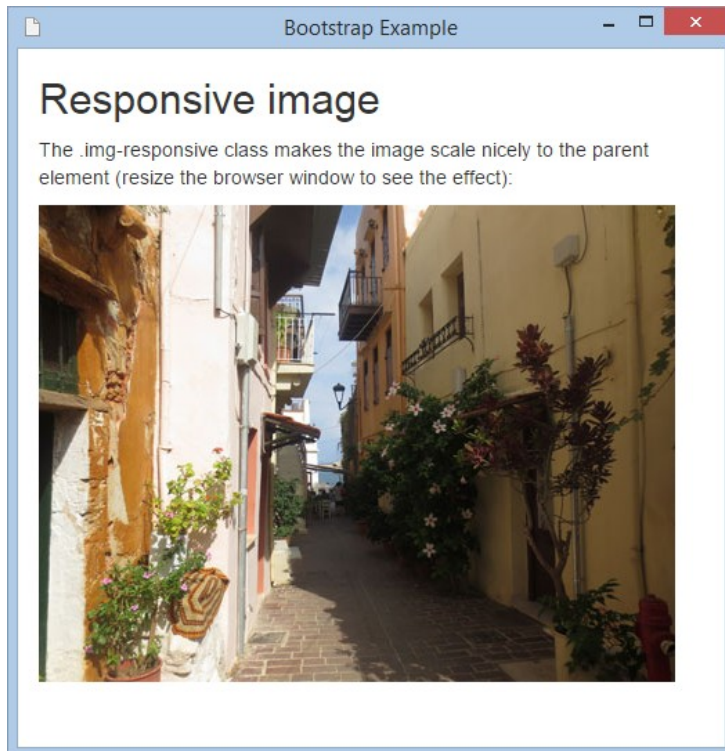 Bootstrap Example
Responsive image
The .img-responsive class makes the image scale nicely to the parent
element (resize the browser window to see the effect):